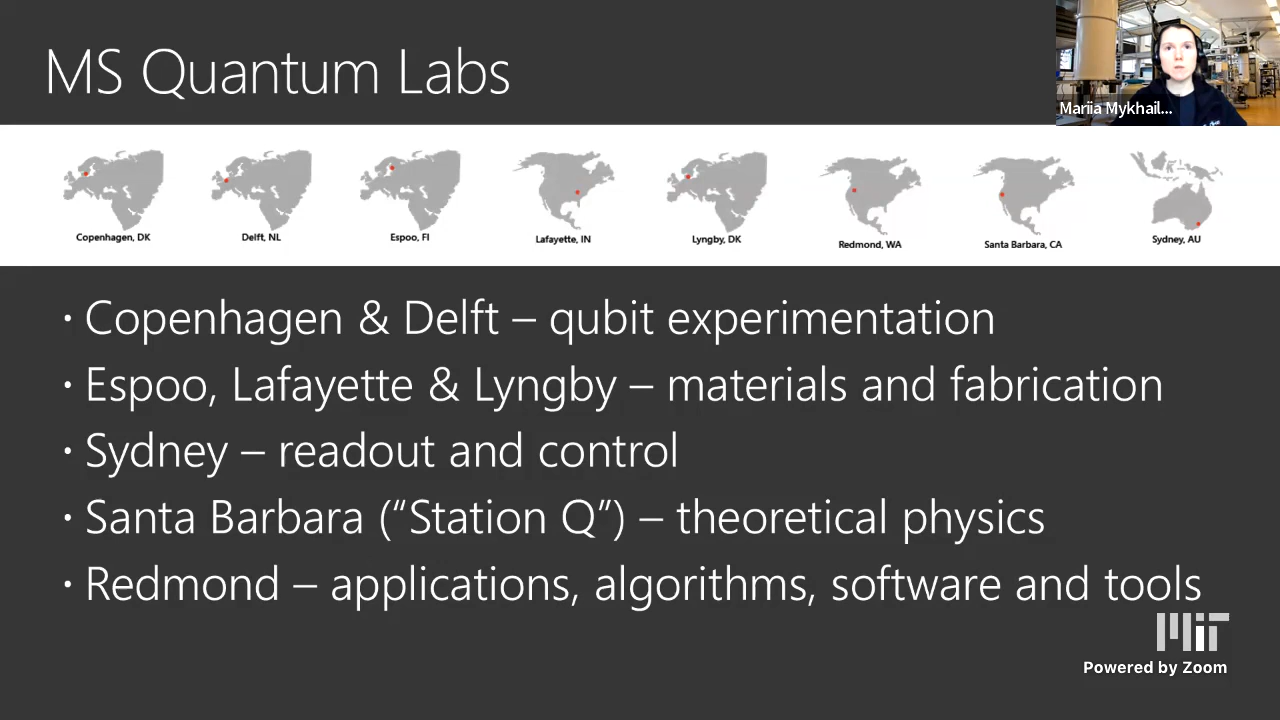 MS Quantum Labs
Mariia Mykhail...
Copenhagen, DK
Delft, NL
Espoo, FI
Lafayette, IN
Lyngby, DK
Redmond, WA
Santa Barbara, CA
Sydney, AU
· Copenhagen & Delft – qubit experimentation
· Espoo, Lafayette & Lyngby – materials and fabrication
· Sydney – readout and control
· Santa Barbara (“Station Q”) – theoretical physics
· Redmond – applications, algorithms, software and tools
MIT
Powered by Zoom